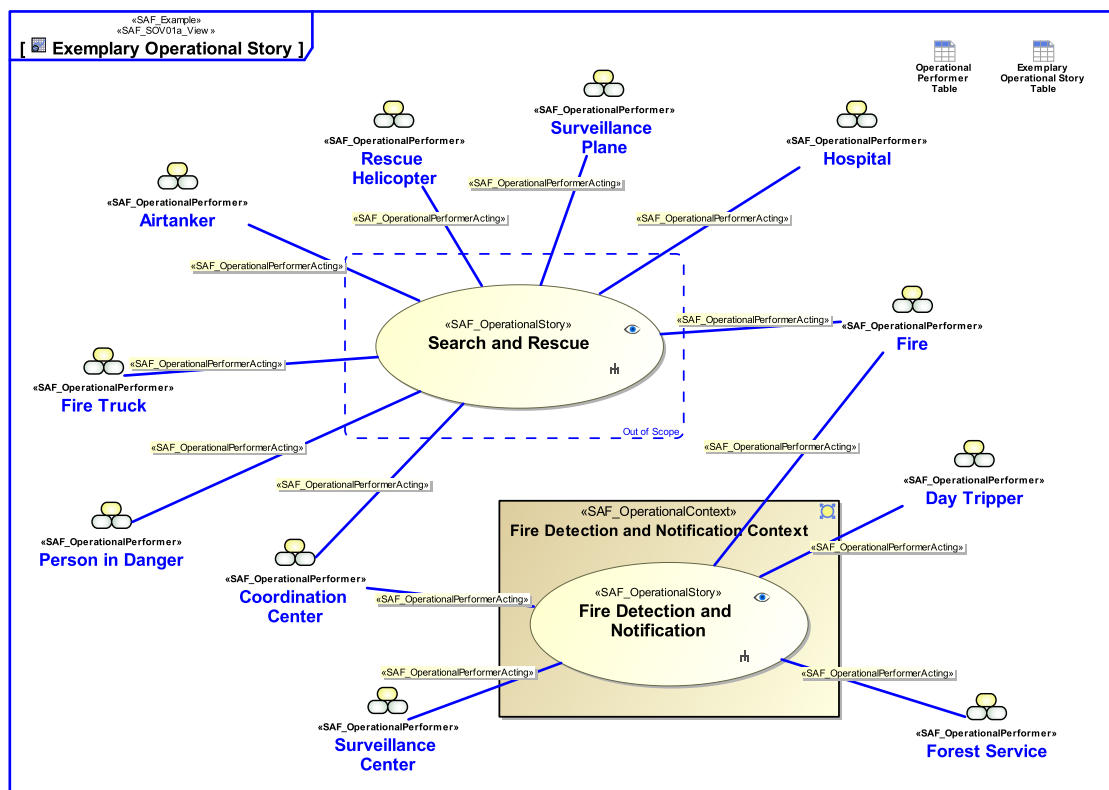 «SAF_Example»
«SAF_SOV01a_View»
[ Exemplary Operational Story ]
Operational
Performer
Table
Exemplary
Operational Story
Table
«SAF_OperationalPerformer»
Surveillance
Plane
«SAF_OperationalPerformer»
Rescue
Helicopter
«SAF_OperationalPerformer»
Hospital
«SAF_OperationalPerformer»
Airtanker
«SAF_OperationalPerformerActing»
«SAF_OperationalPerformerActing»
«SAF_OperationalPerformerActing»
«SAF_OperationalPerformerActing»
«SAF_OperationalStory»
Search and Rescue
Out of Scope
«SAF_OperationalPerformerActing»
«SAF_OperationalPerformer»
Fire
«SAF_OperationalPerformerActing»
«SAF_OperationalPerformer»
Fire Truck
«SAF_OperationalPerformerActing»
«SAF_OperationalPerformerActing»
«SAF_OperationalPerformerActing»
«SAF_OperationalPerformer»
Day Tripper
«SAF_OperationalPerformer»
Person in Danger
«SAF_OperationalContext»
Fire Detection and Notification Context
«SAF_OperationalPerformerActing»
«SAF_OperationalPerformer»
Coordination
Center
«SAF_OperationalPerformerActing»
«SAF_OperationalStory»
Fire Detection and
Notification
«SAF_OperationalPerformerActing»
«SAF_OperationalPerformerActing»
«SAF_OperationalPerformer»
Surveillance
Center
«SAF_OperationalPerformer»
Forest Service